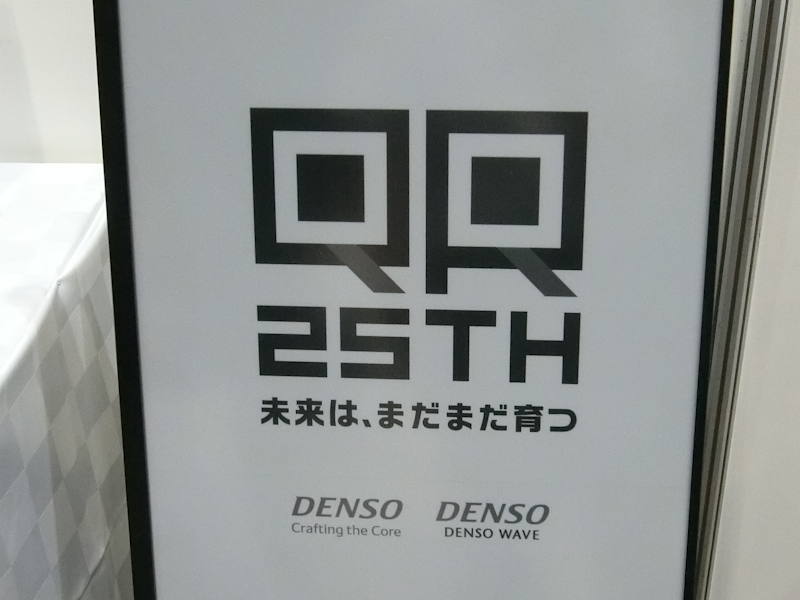 QR
25TH
未来は、まだまだ育つ
DENSO
Crafting the Core
DENSO
DENSO WAVE